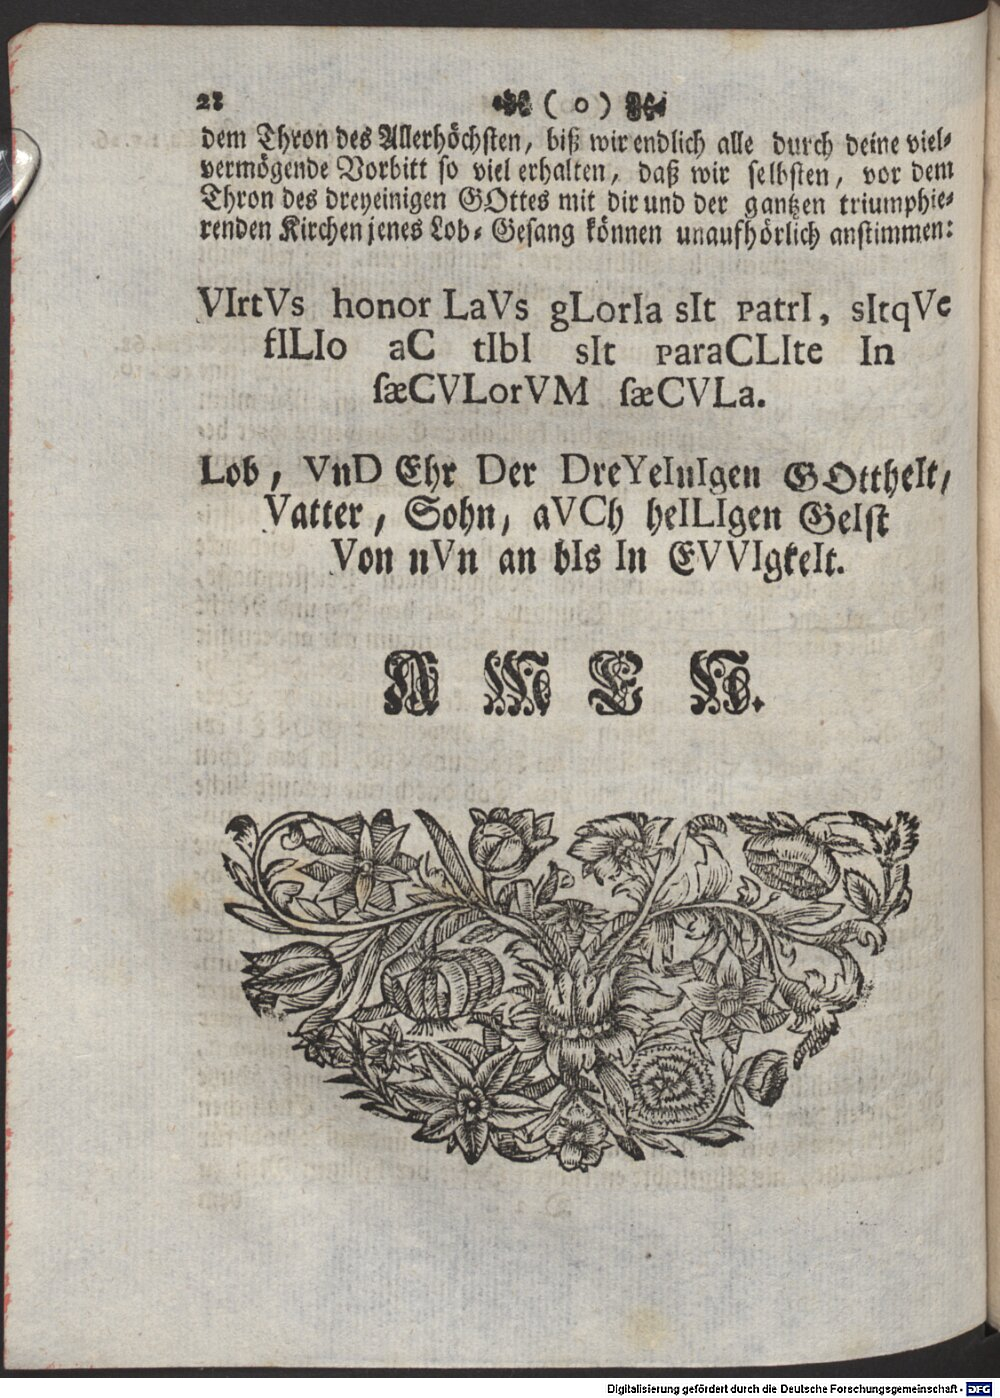 28 ( o )
dem Thron des Allerhöchsten, biß wir endlich alle durch deine viel-
vermögende Vorbitt so viel erhalten, daß wir selbsten, vor dem
Thron des dreyeinigen GOttes mit dir und der gantzen triumphie-
renden Kirchen jenes Lob-Gesang können unaufhörlich anstimmen:
VIrtVs honor LaVs gLorIa sIt patrI, sItqVe
fILIo aC tIbI sIt paraCLIte In
ſæCVLorVM ſæCVLa.
Lob, VnD Ehr Der DreYeInIgen GOttheIt,
Vatter, Sohn, aVCh heILIgen GeIst
Von nVn an bIs In EVVIgkeIt.
A M E N.
Digitalisierung gefördert durch die Deutsche Forschungsgemeinschaft - DFG